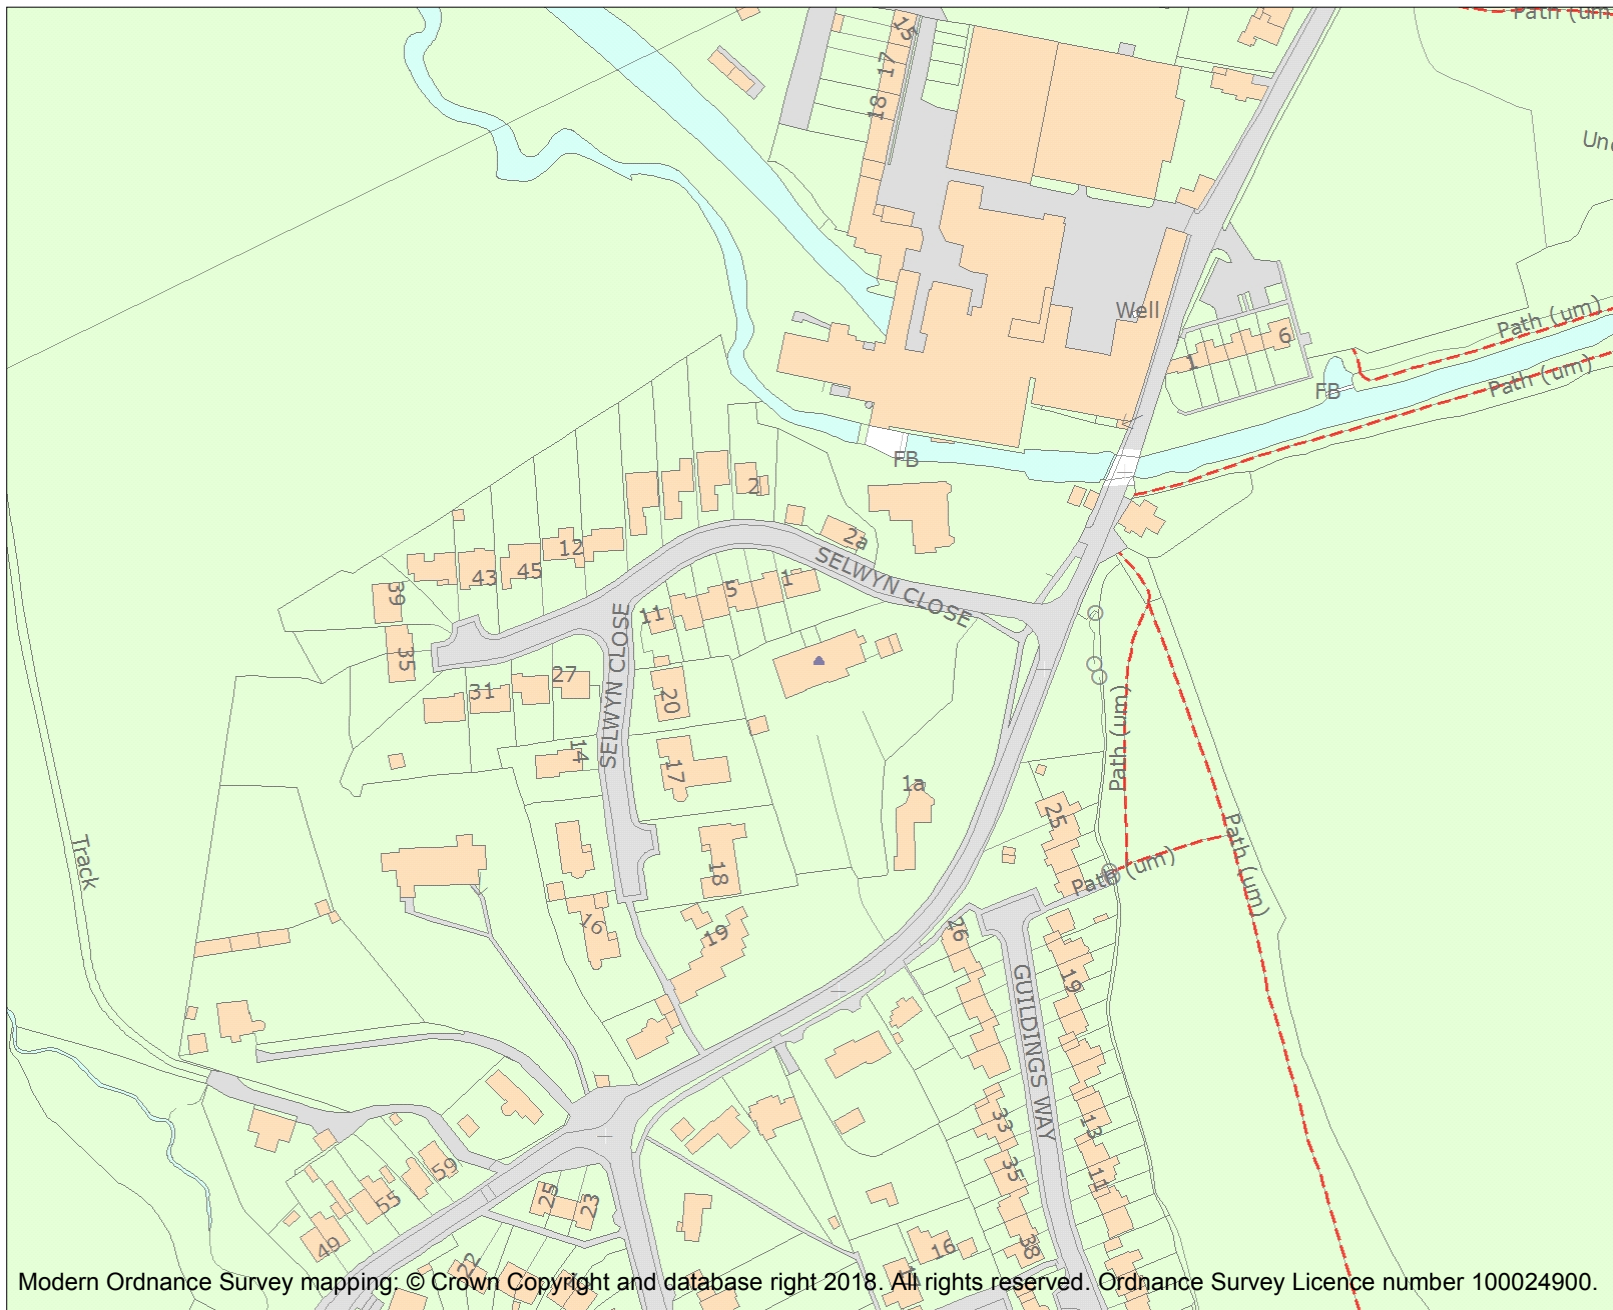 Path (um
15
17
18
Well
6
1
Path (um)
Path (um)
FB
FB
2
2a
SELWYN CLOSE
12
43
45
39
35
11
5
1
SELWYN CLOSE
31
27
20
14
17
18
16
19
1a
25
Path (um)
Path (um)
Path (um)
Track
26
19
GUILDINGS WAY
33
35
38
13
11
59
55
49
25
23
22
16
Modern Ordnance Survey mapping: © Crown Copyright and database right 2018. All rights reserved. Ordnance Survey Licence number 100024900.